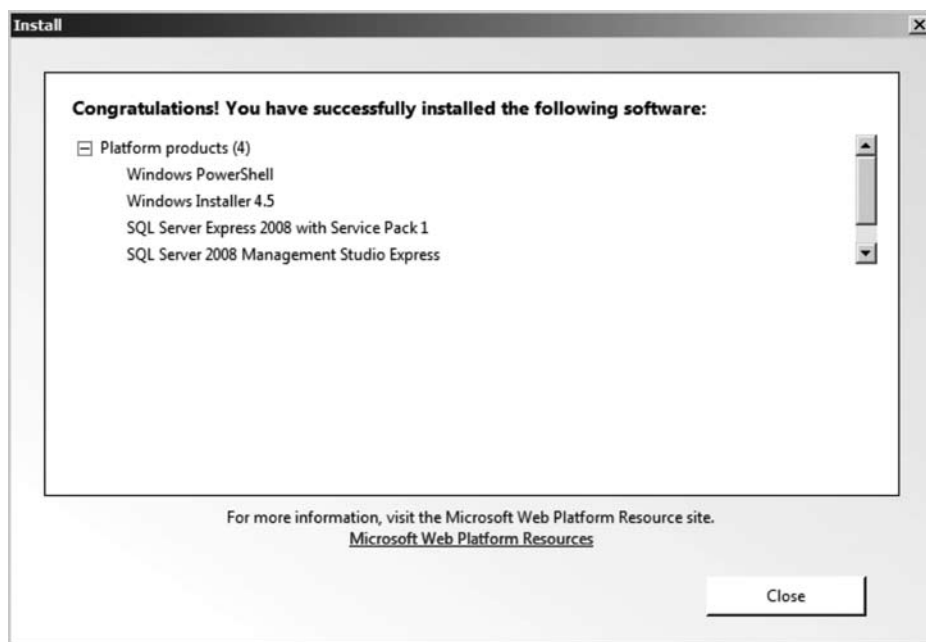 Install
Congratulations! You have successfully installed the following software:
Platform products (4)
Windows PowerShell
Windows Installer 4.5
SQL Server Express 2008 with Service Pack 1
SQL Server 2008 Management Studio Express
For more information, visit the Microsoft Web Platform Resource site.
Microsoft Web Platform Resources
Close